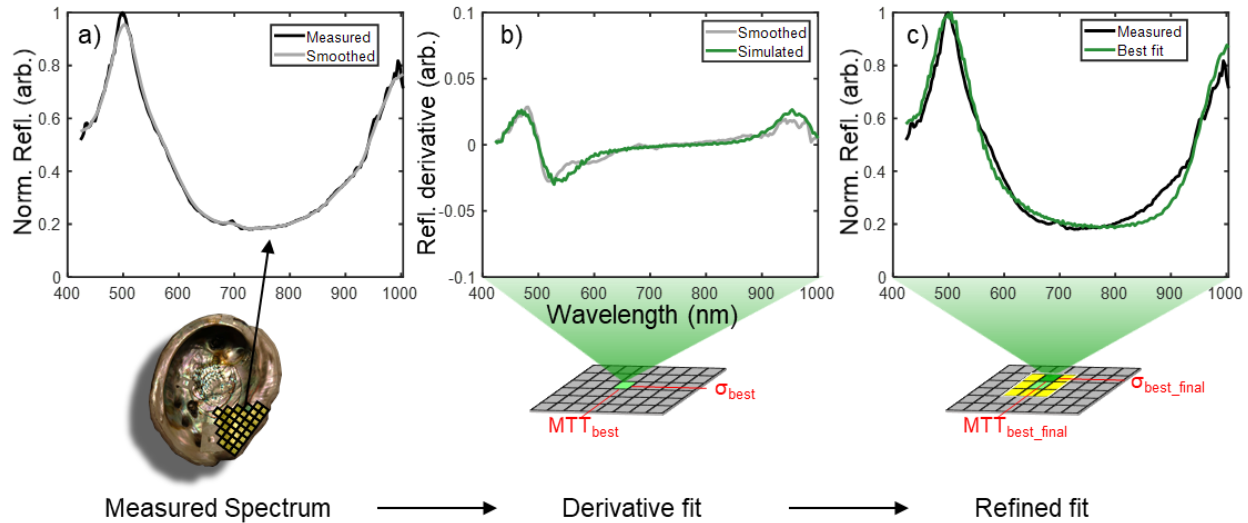 a)
Measured
Smoothed
Norm. Refl. (arb.)
1
0.8
0.6
0.4
0.2
0
400 500 600 700 800 900 1000
b)
Smoothed
Simulated
Refl. derivative (arb.)
0.1
0.05
0
-0.05
-0.1
400 500 600 700 800 900 1000
Wavelength (nm)
c)
Measured
Best fit
Norm. Refl. (arb.)
1
0.8
0.6
0.4
0.2
0
400 500 600 700 800 900 1000
σbest
MTTbest
σbest_final
MTTbest_final
Measured Spectrum
Derivative fit
Refined fit